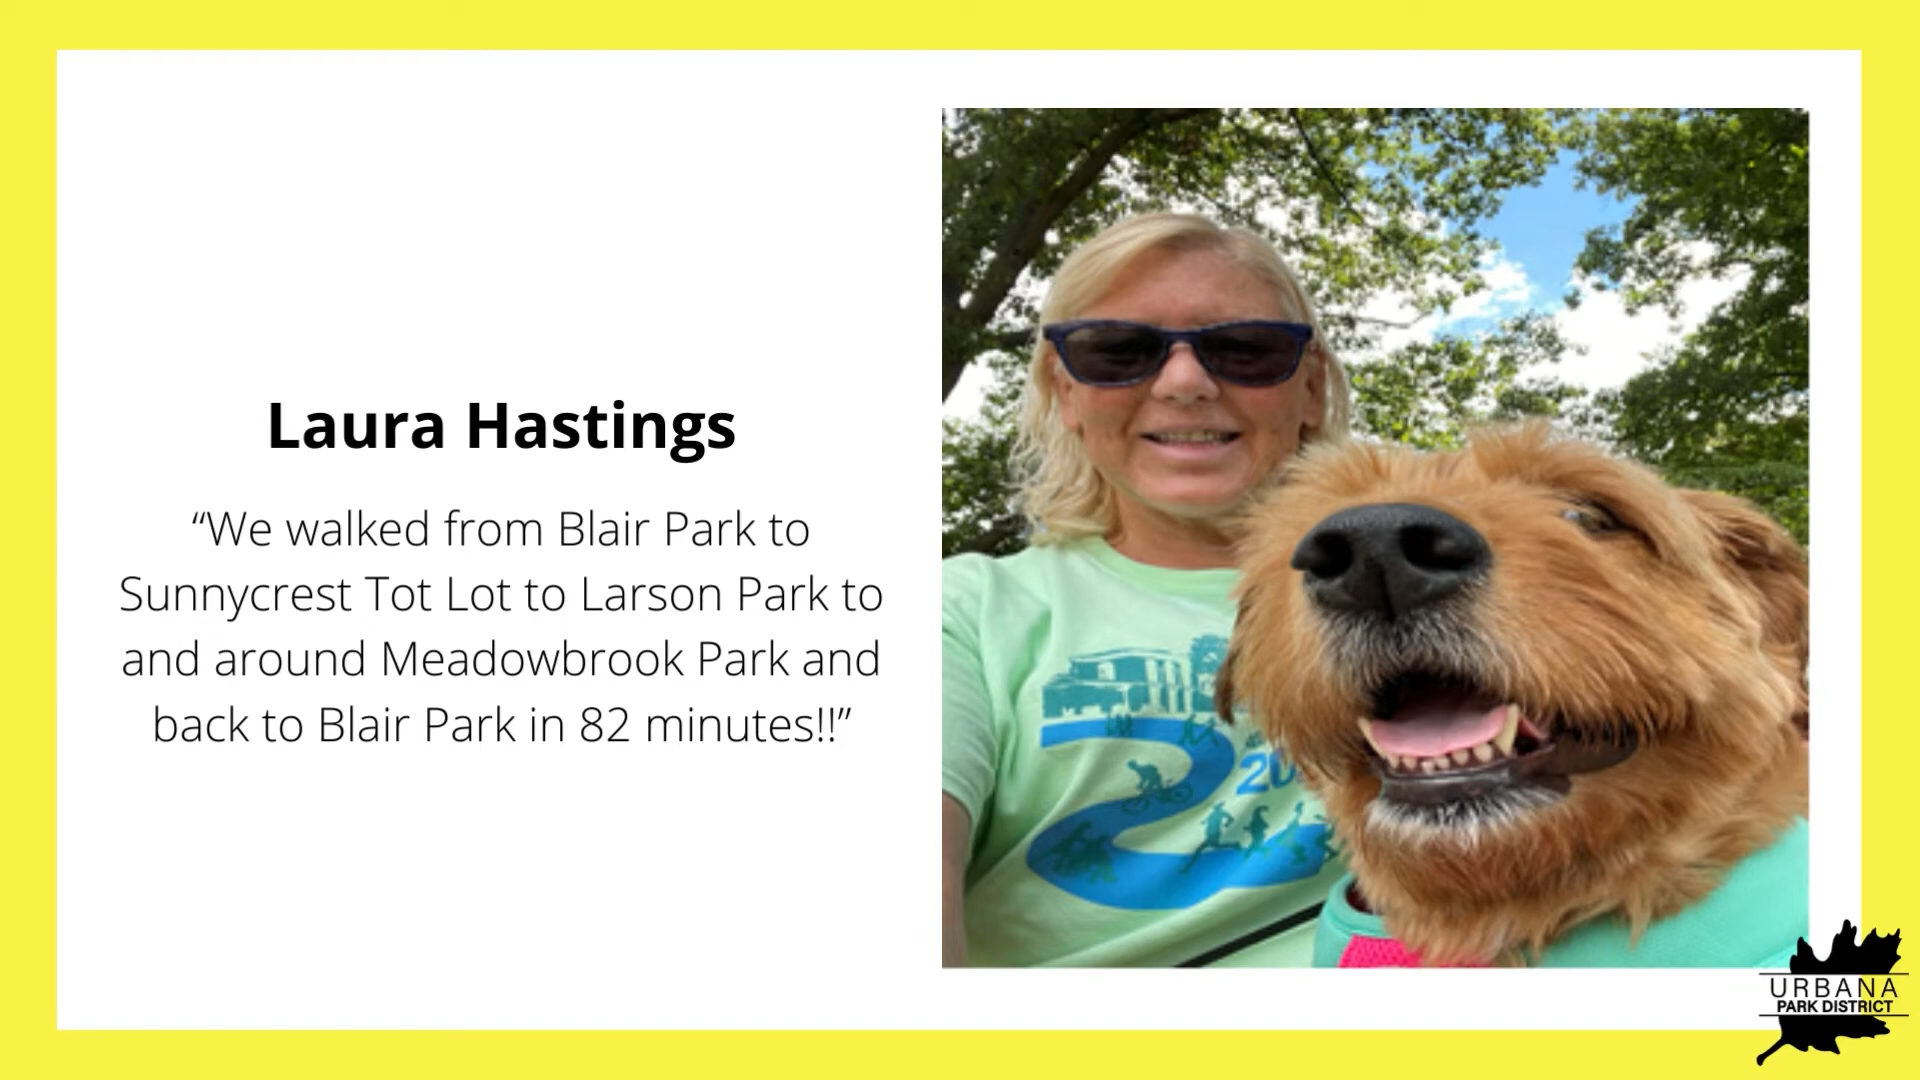 Laura Hastings
“We walked from Blair Park to
Sunnycrest Tot Lot to Larson Park to
and around Meadowbrook Park and
back to Blair Park in 82 minutes!!”
URBANA
PARK DISTRICT